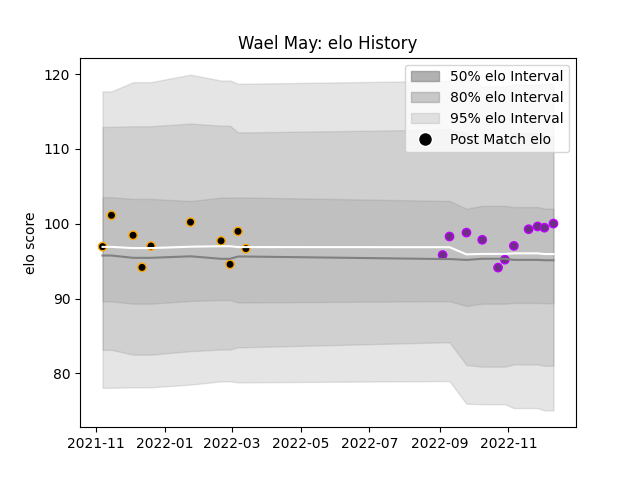 Wael May: elo History
120
110
100
90
80
elo score
50% elo Interval
80% elo Interval
95% elo Interval
Post Match elo
2021-11
2022-01
2022-03
2022-05
2022-07
2022-09
2022-11